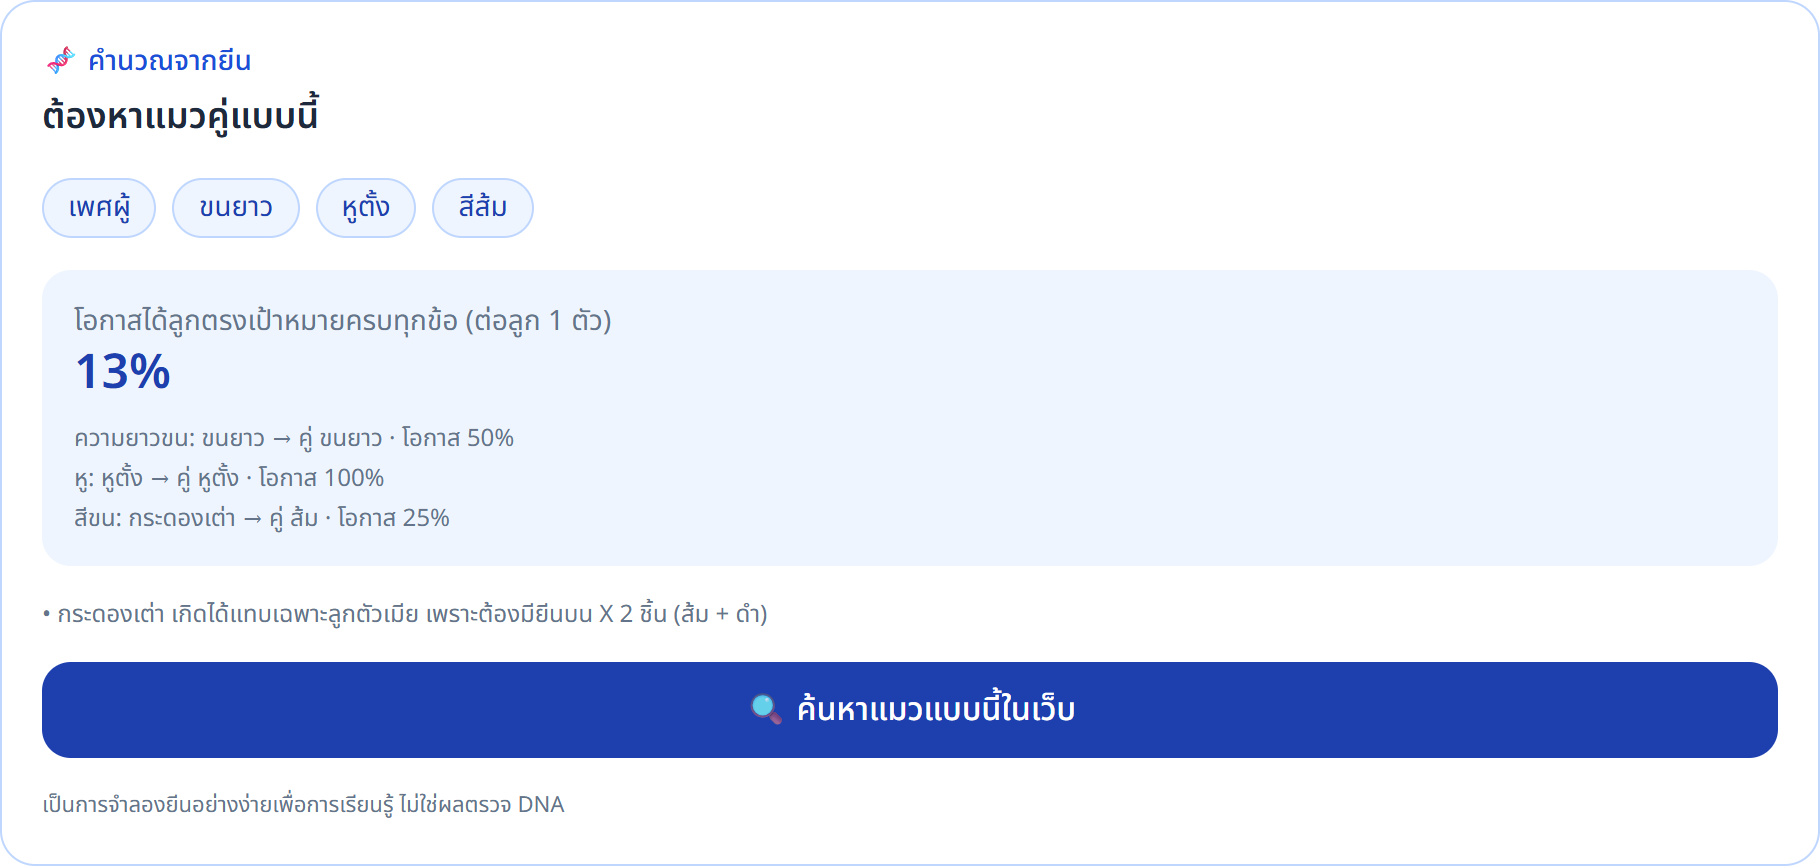 คำนวณจากยีน
ต้องหาแมวคู่แบบนี้
เพศผู้ ขนยาว หูตั้ง สีส้ม
โอกาสได้ลูกตรงเป้าหมายครบทุกข้อ (ต่อลูก 1 ตัว)
13%
ความยาวขน: ขนยาว → คู่ ขนยาว · โอกาส 50%
หู: หูตั้ง → คู่ หูตั้ง · โอกาส 100%
สีขน: กระดองเต่า → คู่ ส้ม · โอกาส 25%
• กระดองเต่า เกิดได้แทบเฉพาะลูกตัวเมีย เพราะต้องมียีนบน X 2 ชิ้น (ส้ม + ดำ)
ค้นหาแมวแบบนี้ในเว็บ
เป็นการจำลองยีนอย่างง่ายเพื่อการเรียนรู้ ไม่ใช่ผลตรวจ DNA